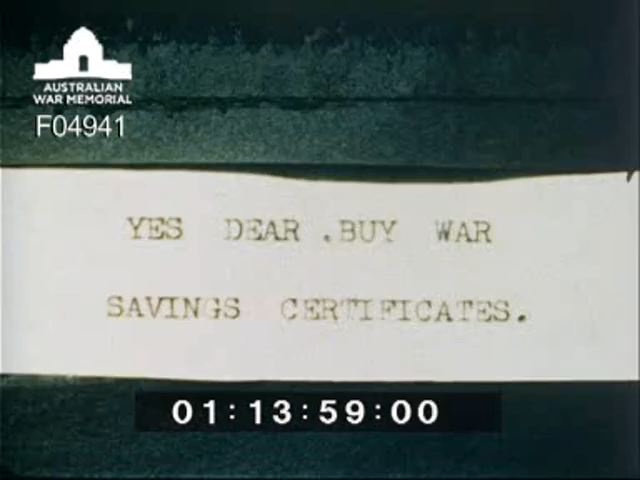 AUSTRALIAN
WAR MEMORIAL
F04941
YES DEAR .BUY WAR
SAVINGS CERTIFICATES.
01:13:59:00